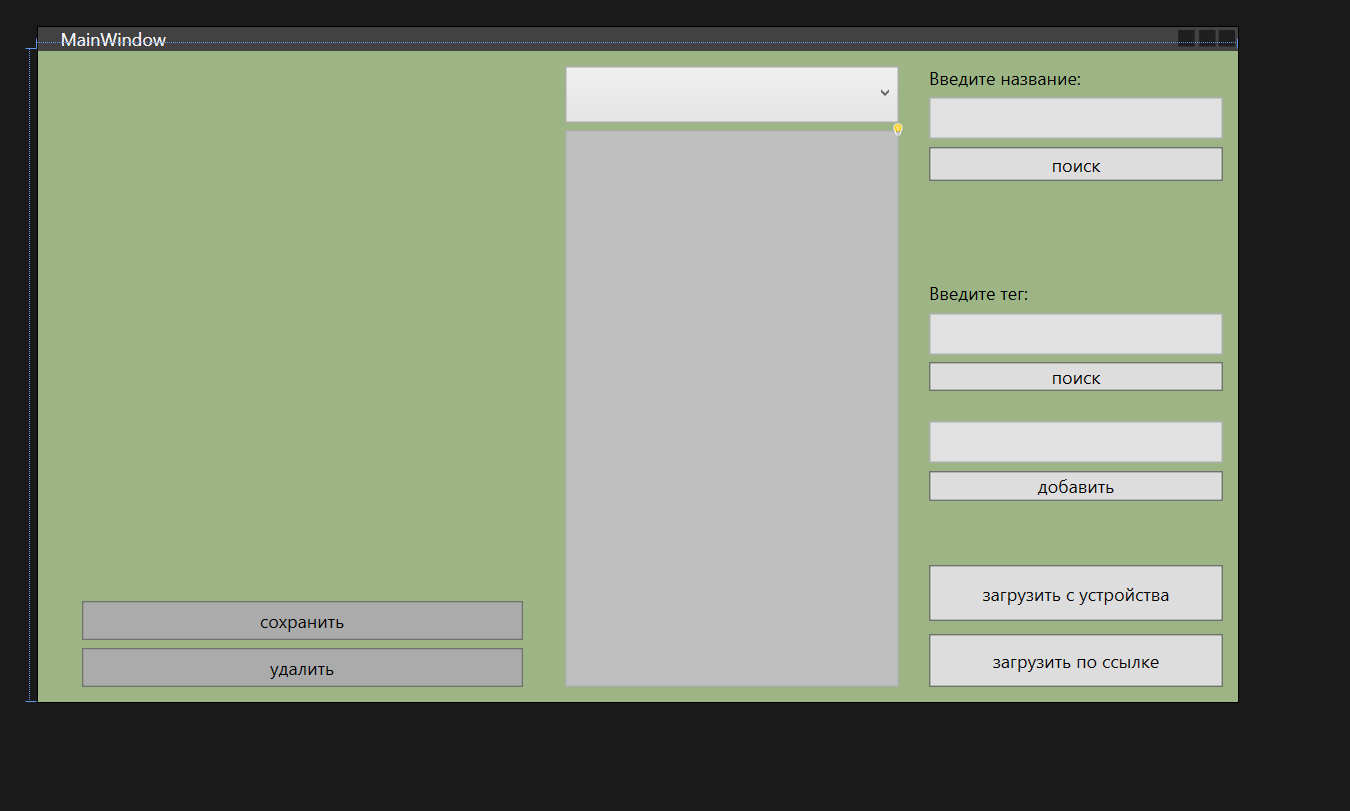 MainWindow
Введите название:
поиск
Введите тег:
поиск
добавить
загрузить с устройства
загрузить по ссылке
сохранить
удалить